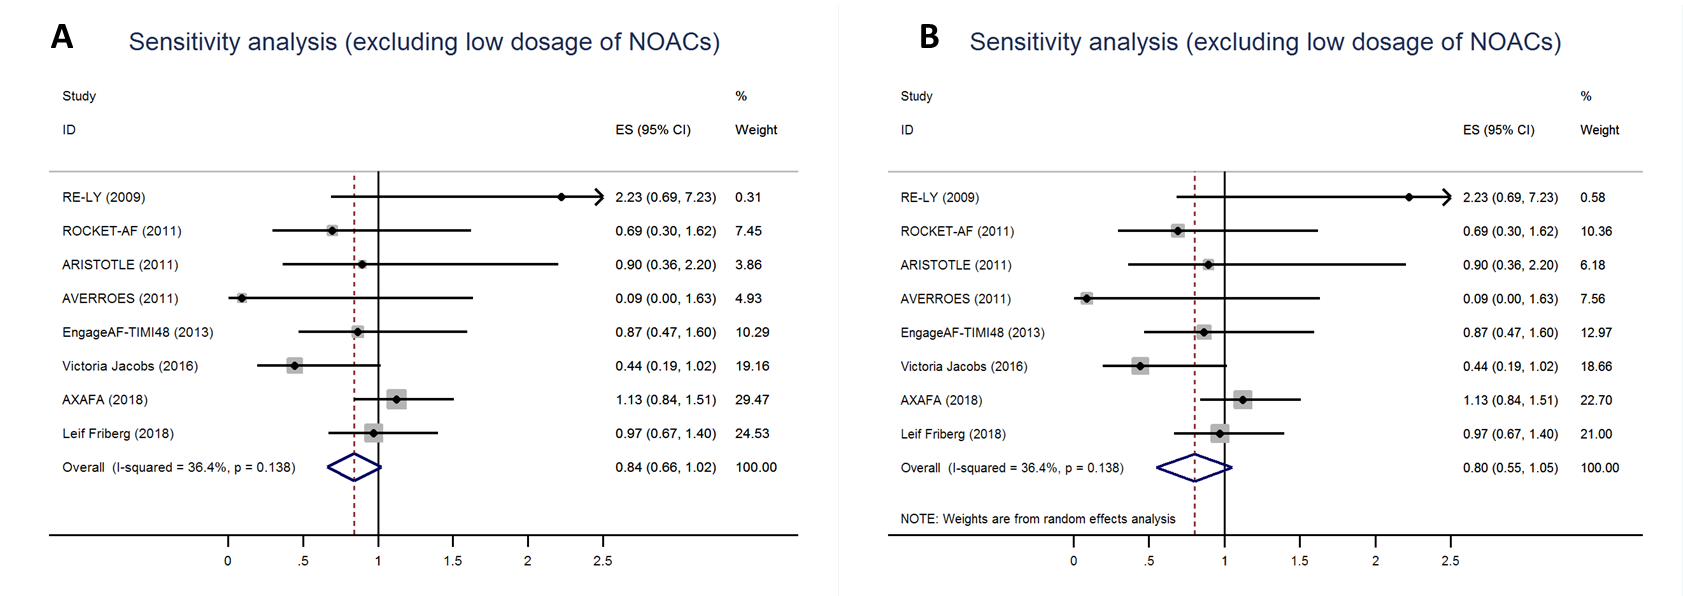 A
Sensitivity analysis (excluding low dosage of NOACs)
Study %
ID ES (95% CI) Weight
RE-LY (2009) 2.23 (0.69, 7.23) 0.31
ROCKET-AF (2011) 0.69 (0.30, 1.62) 7.45
ARISTOTLE (2011) 0.90 (0.36, 2.20) 3.86
AVERROES (2011) 0.09 (0.00, 1.63) 4.93
EngageAF-TIMI48 (2013) 0.87 (0.47, 1.60) 10.29
Victoria Jacobs (2016) 0.44 (0.19, 1.02) 19.16
AXAFA (2018) 1.13 (0.84, 1.51) 29.47
Leif Friberg (2018) 0.97 (0.67, 1.40) 24.53
Overall (I-squared = 36.4%, p = 0.138) 0.84 (0.66, 1.02) 100.00
0 .5 1 1.5 2 2.5
B
Sensitivity analysis (excluding low dosage of NOACs)
Study %
ID ES (95% CI) Weight
RE-LY (2009) 2.23 (0.69, 7.23) 0.58
ROCKET-AF (2011) 0.69 (0.30, 1.62) 10.36
ARISTOTLE (2011) 0.90 (0.36, 2.20) 6.18
AVERROES (2011) 0.09 (0.00, 1.63) 7.56
EngageAF-TIMI48 (2013) 0.87 (0.47, 1.60) 12.97
Victoria Jacobs (2016) 0.44 (0.19, 1.02) 18.66
AXAFA (2018) 1.13 (0.84, 1.51) 22.70
Leif Friberg (2018) 0.97 (0.67, 1.40) 21.00
Overall (I-squared = 36.4%, p = 0.138) 0.80 (0.55, 1.05) 100.00
NOTE: Weights are from random effects analysis
0 .5 1 1.5 2 2.5